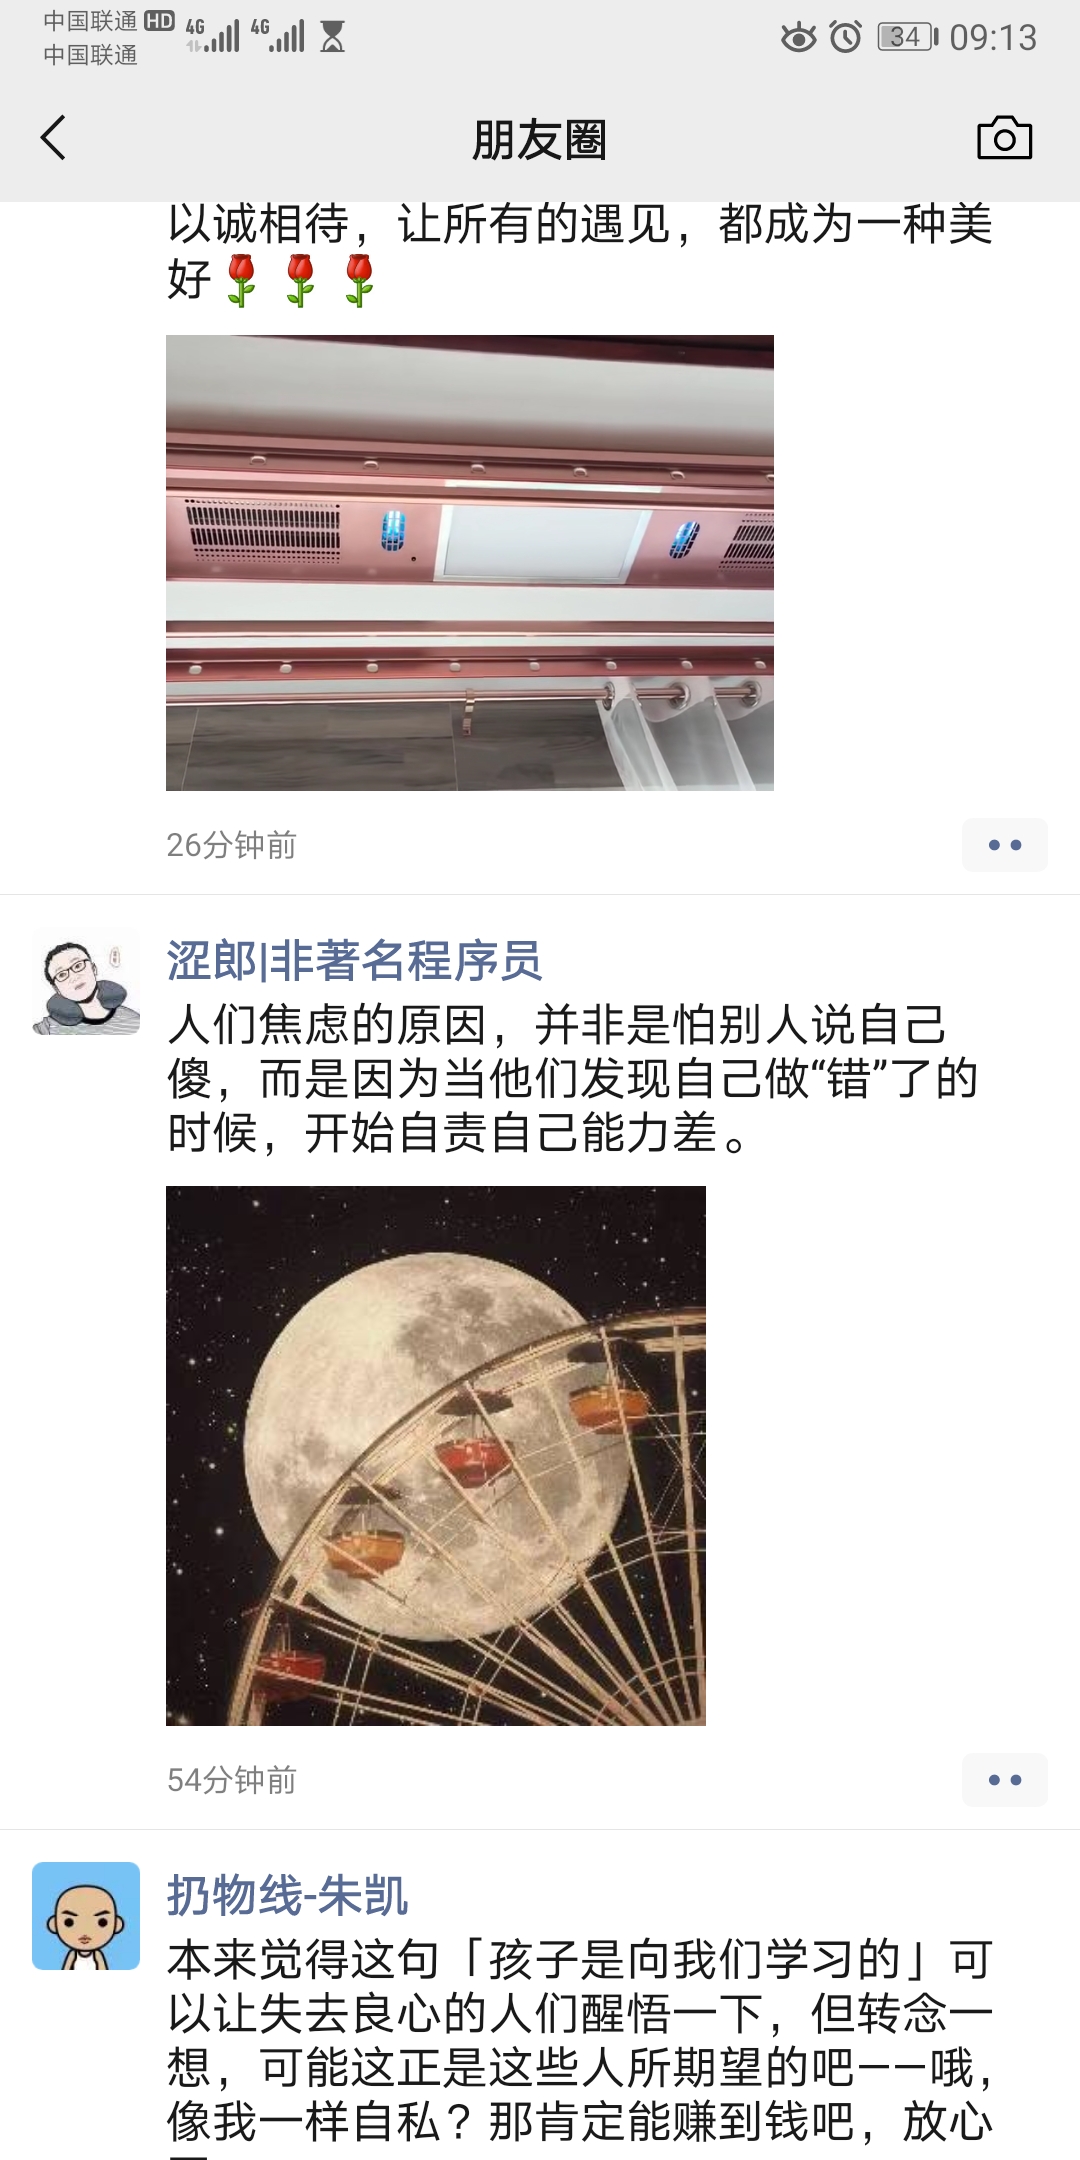 中国联通 HD 4G 4G 34 09:13
中国联通
朋友圈
以诚相待，让所有的遇见，都成为一种美
好🌹🌹🌹
26分钟前
涩郎|非著名程序员
人们焦虑的原因，并非是怕别人说自己
傻，而是因为当他们发现自己做“错”了的
时候，开始自责自己能力差。
54分钟前
扔物线-朱凯
本来觉得这句「孩子是向我们学习的」可
以让失去良心的人们醒悟一下，但转念一
想，可能这正是这些人所期望的吧——哦，
像我一样自私？那肯定能赚到钱吧，放心